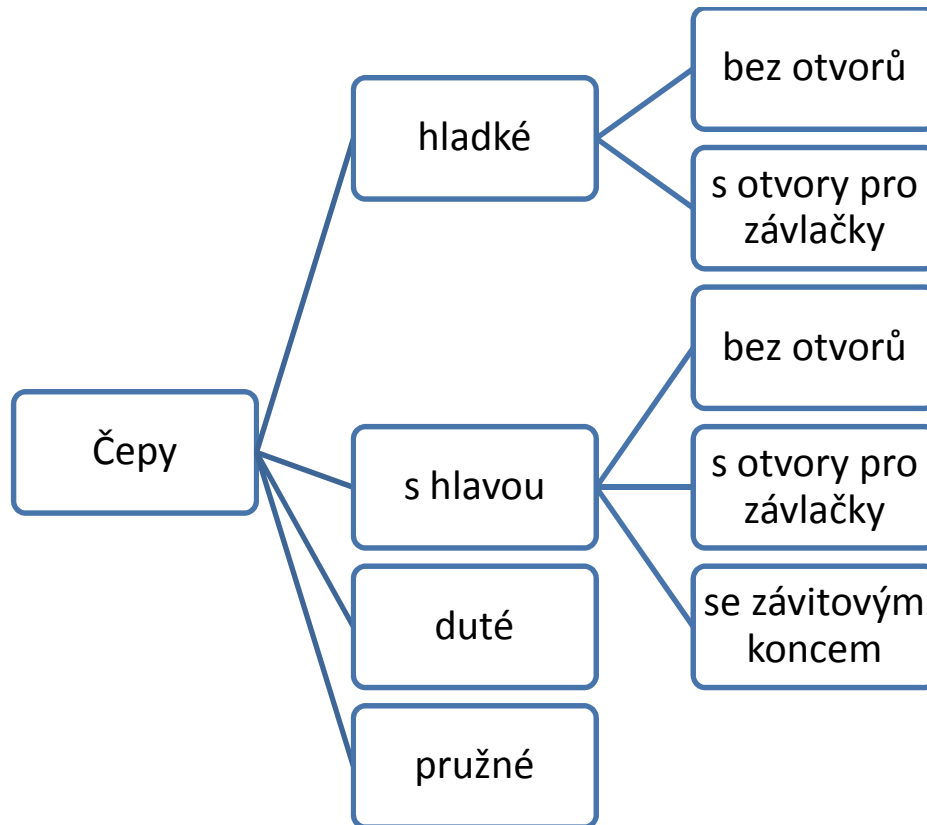 Čepy
hladké
bez otvorů
s otvory pro
závlačky
s hlavou
bez otvorů
s otvory pro
závlačky
se závitovým
koncem
duté
pružné